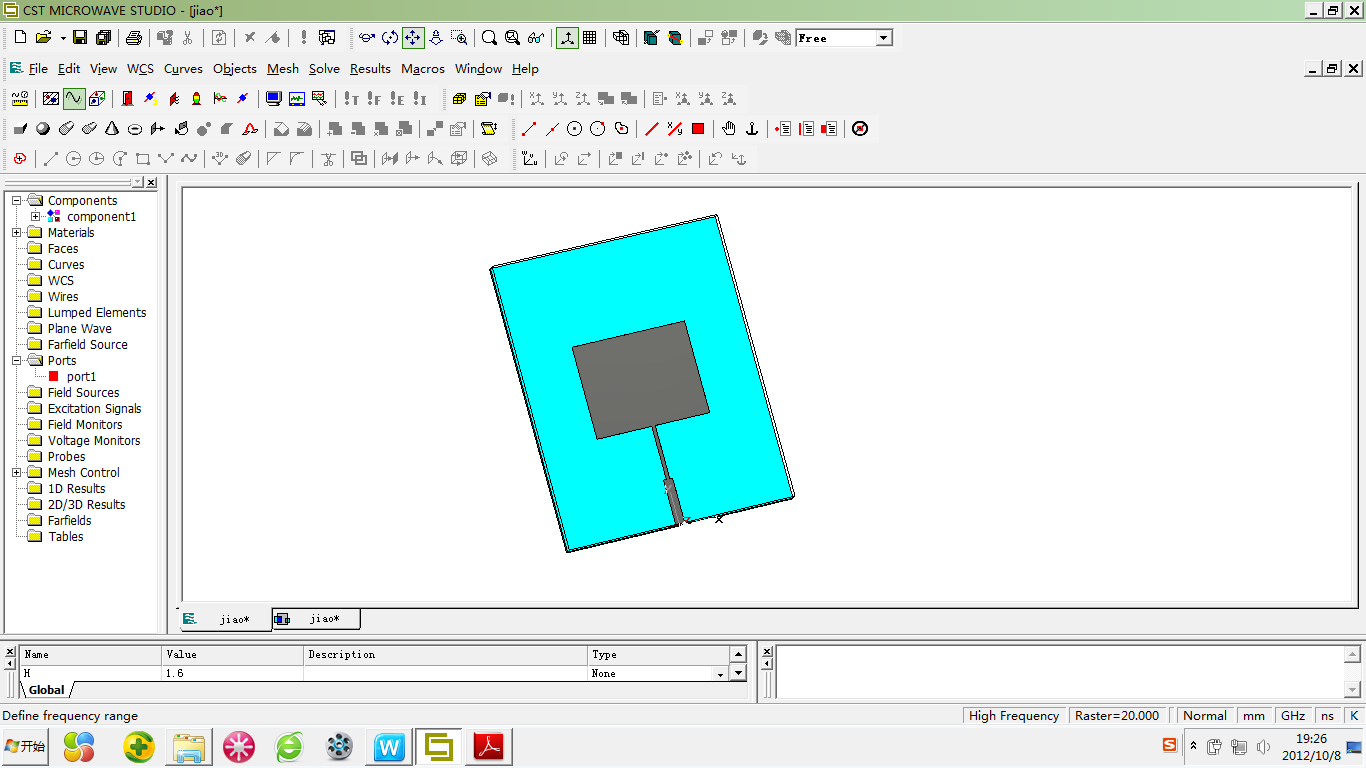 CST MICROWAVE STUDIO - [jiao*]
Free
File Edit View WCS Curves Objects Mesh Solve Results Macros Window Help
Components
component1
Materials
Faces
Curves
WCS
Wires
Lumped Elements
Plane Wave
Farfield Source
Ports
port1
Field Sources
Excitation Signals
Field Monitors
Voltage Monitors
Probes
Mesh Control
1D Results
2D/3D Results
Farfields
Tables
jiao* jiao*
Name Value Description Type
H 1.6 None
Global
Define frequency range High Frequency Raster=20.000 Normal mm GHz ns K
开始 19:26
2012/10/8